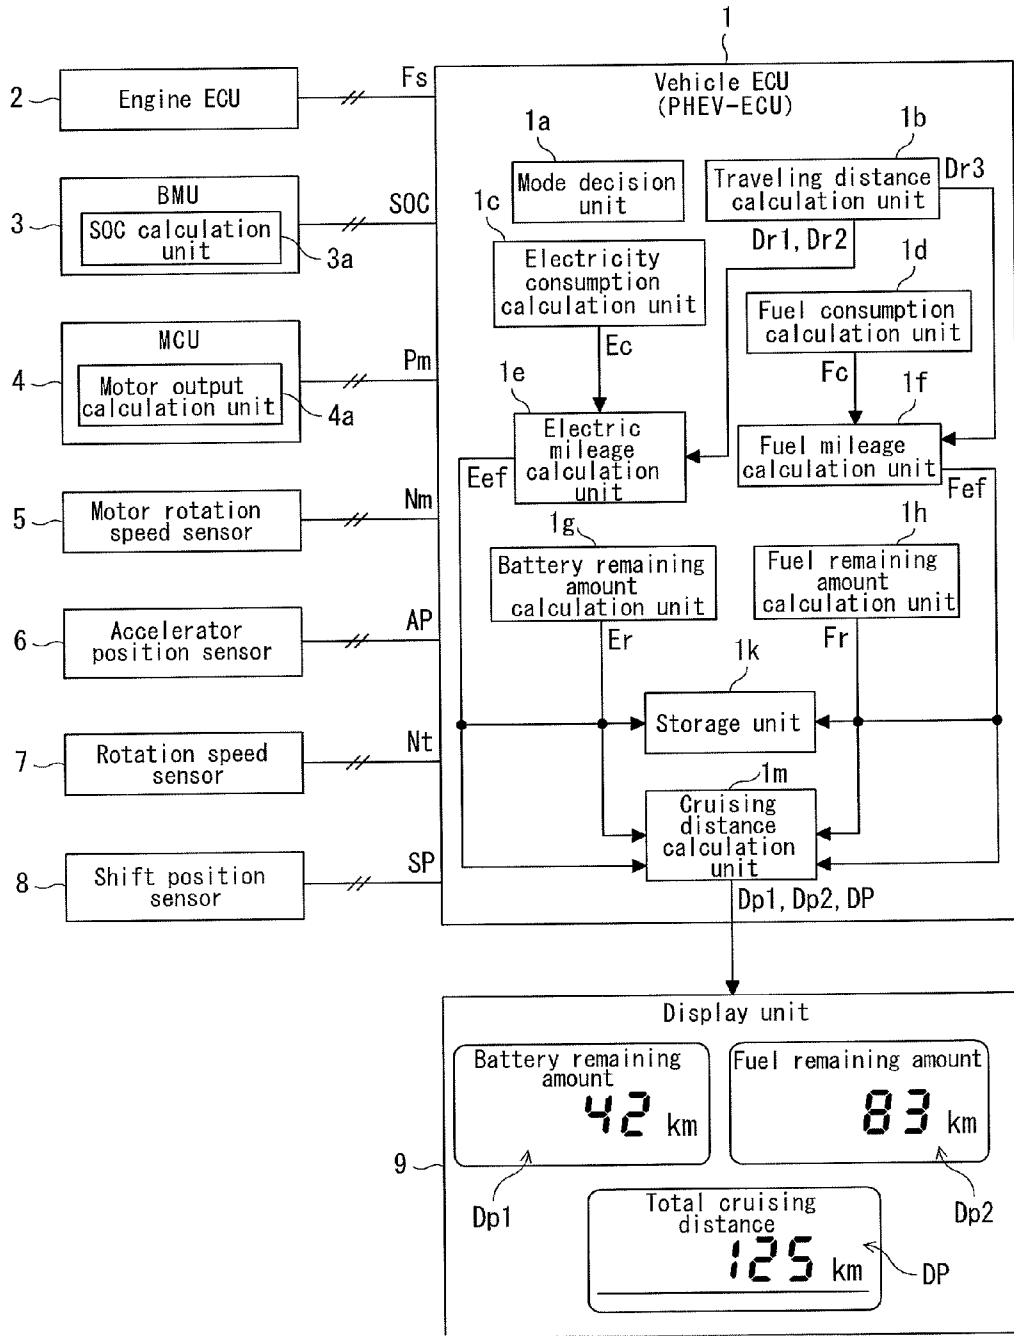 1
Vehicle ECU
(PHEV-ECU)
2
Engine ECU
Fs
1a
Mode decision
unit
1b
Traveling distance
calculation unit
Dr3
3
BMU
SOC calculation
unit
3a
SOC
1c
Electricity
consumption
calculation unit
Dr1, Dr2
1d
Fuel consumption
calculation unit
4
MCU
Motor output
calculation unit
4a
Pm
Ec
Fc
1e
Electric
mileage
calculation
unit
1f
Fuel mileage
calculation unit
Eef
Fef
5
Motor rotation
speed sensor
Nm
1g
Battery remaining
amount
calculation unit
1h
Fuel remaining
amount
calculation unit
6
Accelerator
position sensor
AP
Er
Fr
1k
Storage unit
7
Rotation speed
sensor
Nt
1m
Cruising
distance
calculation
unit
8
Shift position
sensor
SP
Dp1, Dp2, DP
9
Display unit
Battery remaining
amount
42 km
Dp1
Fuel remaining amount
83 km
Dp2
Total cruising
distance
125 km
DP